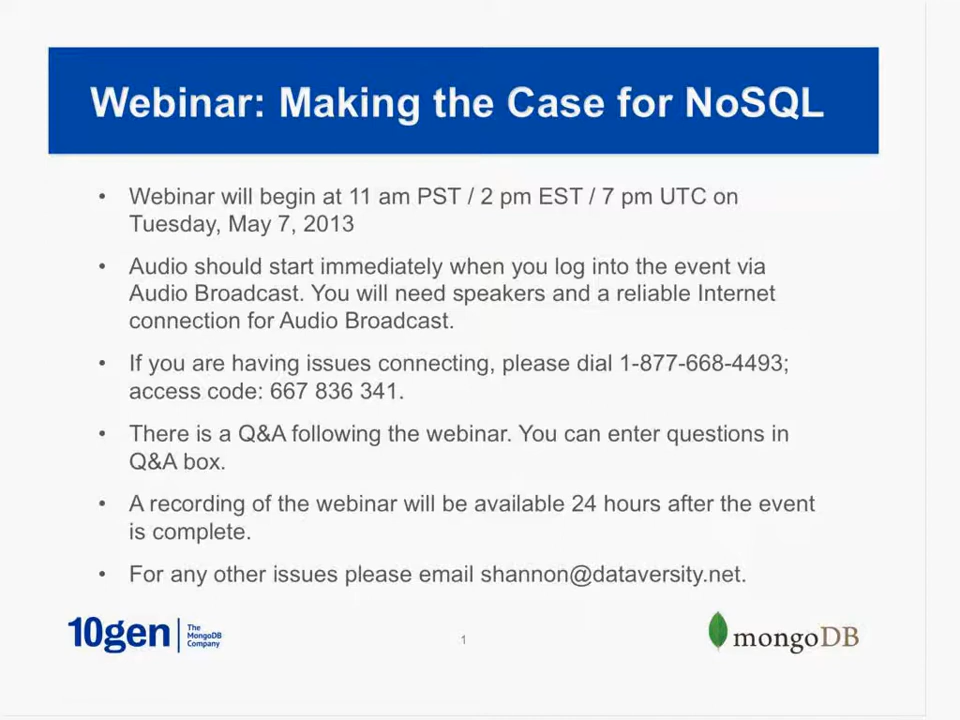 Webinar: Making the Case for NoSQL
• Webinar will begin at 11 am PST / 2 pm EST / 7 pm UTC on
Tuesday, May 7, 2013
• Audio should start immediately when you log into the event via
Audio Broadcast. You will need speakers and a reliable Internet
connection for Audio Broadcast.
• If you are having issues connecting, please dial 1-877-668-4493;
access code: 667 836 341.
• There is a Q&A following the webinar. You can enter questions in
Q&A box.
• A recording of the webinar will be available 24 hours after the event
is complete.
• For any other issues please email shannon@dataversity.net.
10gen
The
MongoDB
Company
1
mongoDB